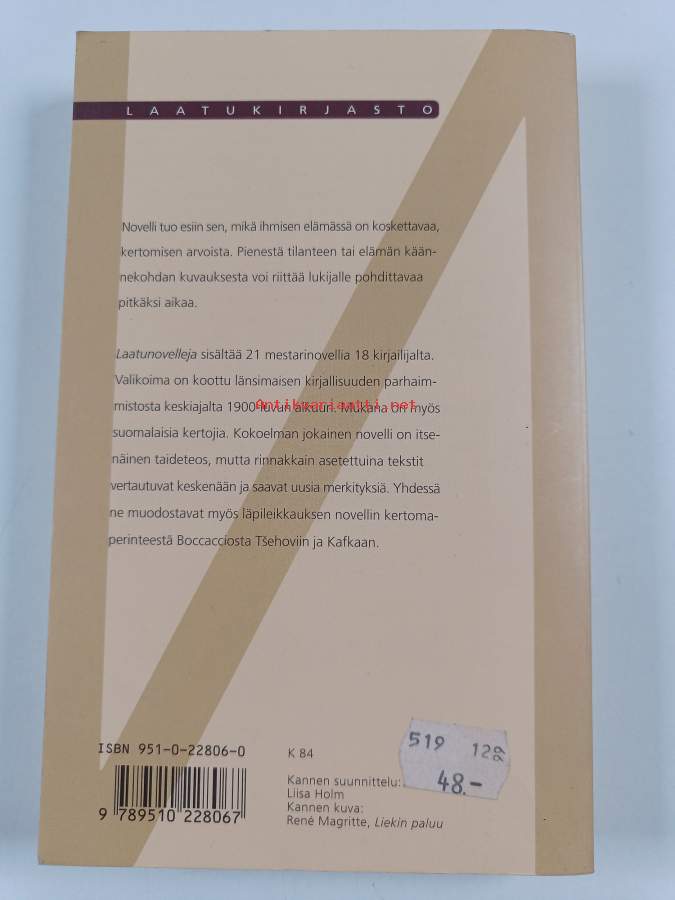 LAATUKIRJASTO
Novelli tuo esiin sen, mikä ihmisen elämässä on koskettavaa,
kertomisen arvoista. Pienestä tilanteen tai elämän kään-
nekohdan kuvauksesta voi riittää lukijalle pohdittavaa
pitkäksi aikaa.
Laatunovelleja sisältää 21 mestarinovellia 18 kirjailijalta.
Valikoima on koottu länsimaisen kirjallisuuden parhaim-
mistosta keskiajalta 1900-luvun alkuun. Mukana on myös
Antikvariaatti.net
suomalaisia kertojia. Kokoelman jokainen novelli on itse-
näinen taideteos, mutta rinnakkain asetettuina tekstit
vertautuvat keskenään ja saavat uusia merkityksiä. Yhdessä
ne muodostavat myös läpileikkauksen novellin kertoma-
perinteestä Boccacciosta Tšehoviin ja Kafkaan.
ISBN 951-0-22806-0
9 789510 228067
K 84
Kannen suunnittelu:
Liisa Holm
Kannen kuva:
René Magritte, Liekin paluu
519
48.-